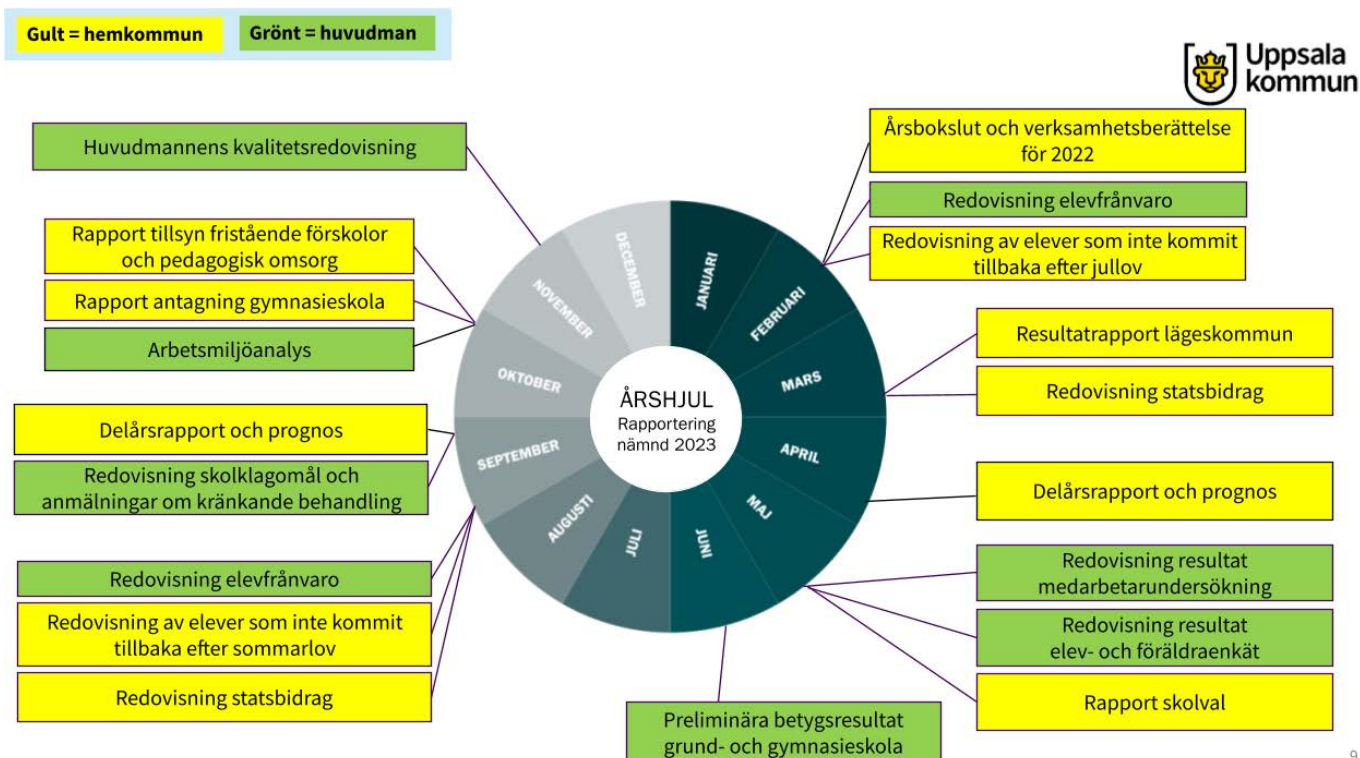 Gult = hemkommun
Grönt = huvudman
Uppsala
kommun
Huvudmannens kvalitetsredovisning
Rapport tillsyn fristående förskolor
och pedagogisk omsorg
Rapport antagning gymnasieskola
Arbetsmiljöanalys
Delårsrapport och prognos
Redovisning skolklagomål och
anmälningar om kränkande behandling
Redovisning elevfrånvaro
Redovisning av elever som inte kommit
tillbaka efter sommarlov
Redovisning statsbidrag
ÅRSHJUL
Rapportering
nämnd 2023
JANUARI
FEBRUARI
MARS
APRIL
MAJ
JUNI
JULI
AUGUSTI
SEPTEMBER
OKTOBER
NOVEMBER
DECEMBER
Årsbokslut och verksamhetsberättelse
för 2022
Redovisning elevfrånvaro
Redovisning av elever som inte kommit
tillbaka efter jullov
Resultatrapport lägeskommun
Redovisning statsbidrag
Delårsrapport och prognos
Redovisning resultat
medarbetarundersökning
Redovisning resultat
elev- och föräldraenkät
Rapport skolval
Preliminära betygsresultat
grund- och gymnasieskola
9